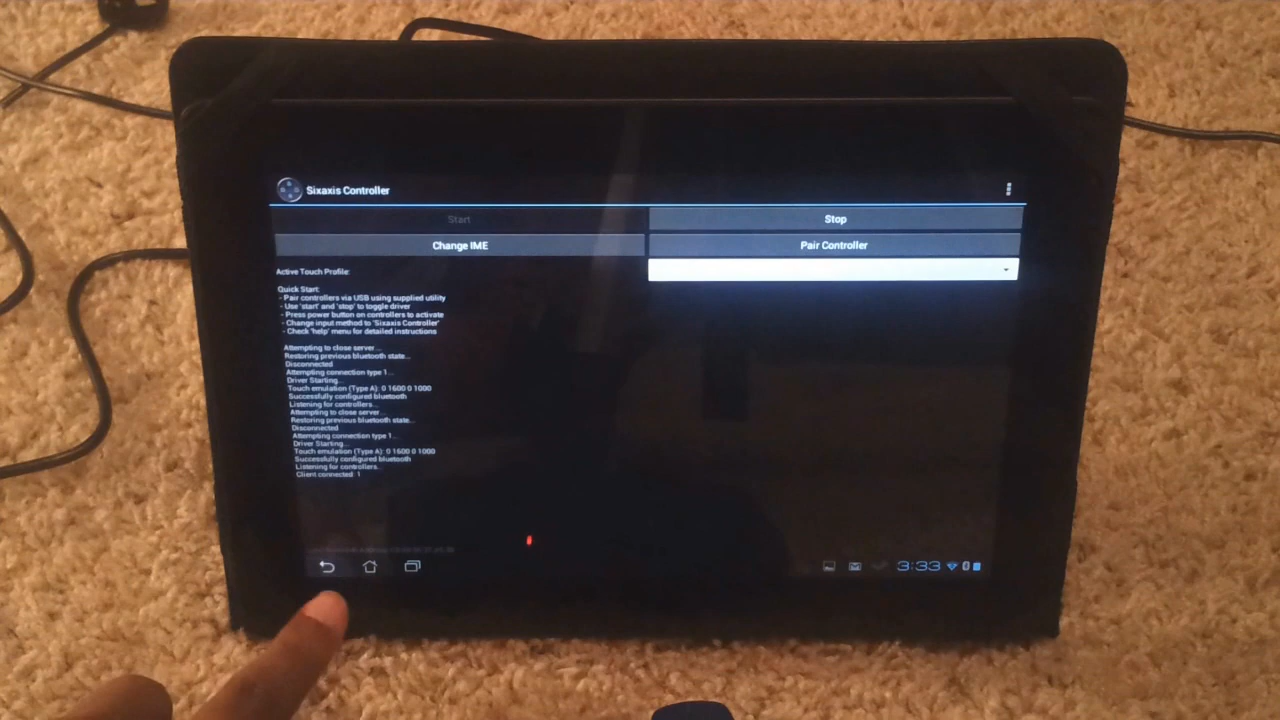 Sixaxis Controller
Start
Stop
Change IME
Pair Controller
Active Touch Profile:
Quick Start:
- Pair controllers via USB using supplied utility
- Use 'start' and 'stop' to toggle driver
- Press power button on controllers to activate
- Change input method to 'Sixaxis Controller'
- Check 'help' menu for detailed instructions
Attempting to close server...
Restoring previous bluetooth state...
Disconnected
Attempting connection type 1...
Driver Starting...
Touch emulation (Type A): 0 1600 0 1000
Successfully configured bluetooth
Listening for controllers...
Attempting to close server...
Restoring previous bluetooth state...
Disconnected
Attempting connection type 1...
Driver Starting...
Touch emulation (Type A): 0 1600 0 1000
Successfully configured bluetooth
Listening for controllers...
Client connected: 1
3:33